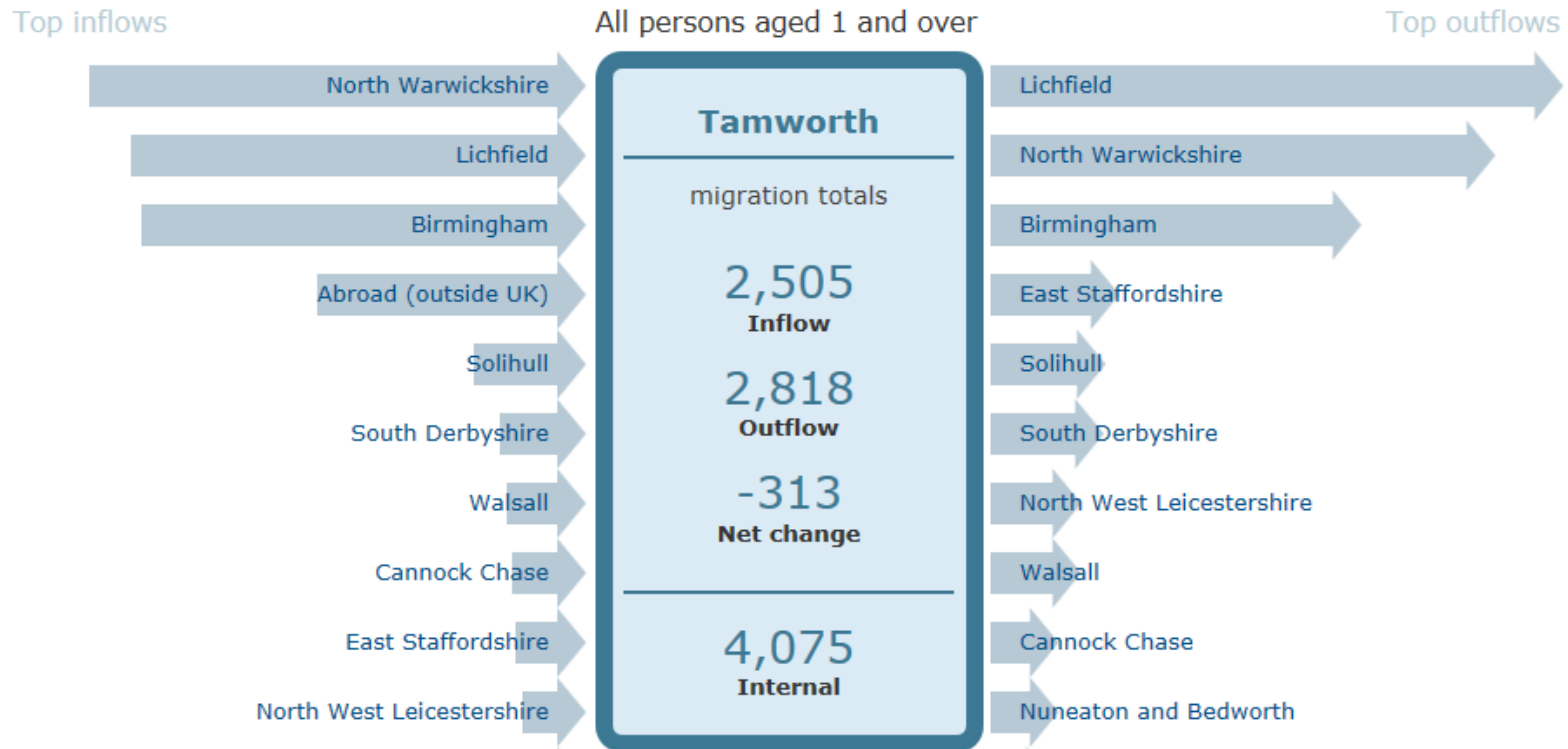 Top inflows
All persons aged 1 and over
Top outflows
North Warwickshire
Lichfield
Birmingham
Abroad (outside UK)
Solihull
South Derbyshire
Walsall
Cannock Chase
East Staffordshire
North West Leicestershire
Tamworth
migration totals
2,505
Inflow
2,818
Outflow
-313
Net change
4,075
Internal
Lichfield
North Warwickshire
Birmingham
East Staffordshire
Solihull
South Derbyshire
North West Leicestershire
Walsall
Cannock Chase
Nuneaton and Bedworth